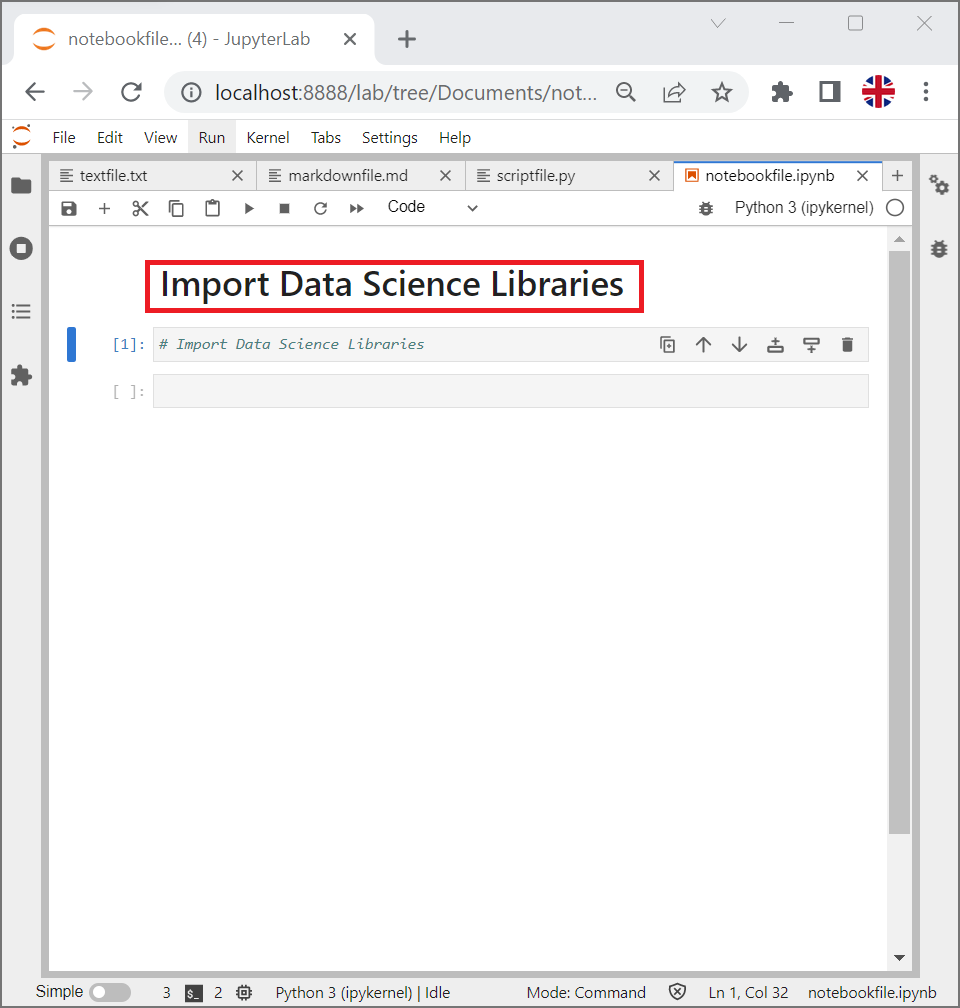 notebookfile... (4) - JupyterLab
localhost:8888/lab/tree/Documents/not...
File Edit View Run Kernel Tabs Settings Help
textfile.txt markdownfile.md scriptfile.py notebookfile.ipynb
Code Python 3 (ipykernel)
Import Data Science Libraries
[1]: # Import Data Science Libraries
[ ]:
Simple 3 $_ 2 Python 3 (ipykernel) | Idle Mode: Command Ln 1, Col 32 notebookfile.ipynb